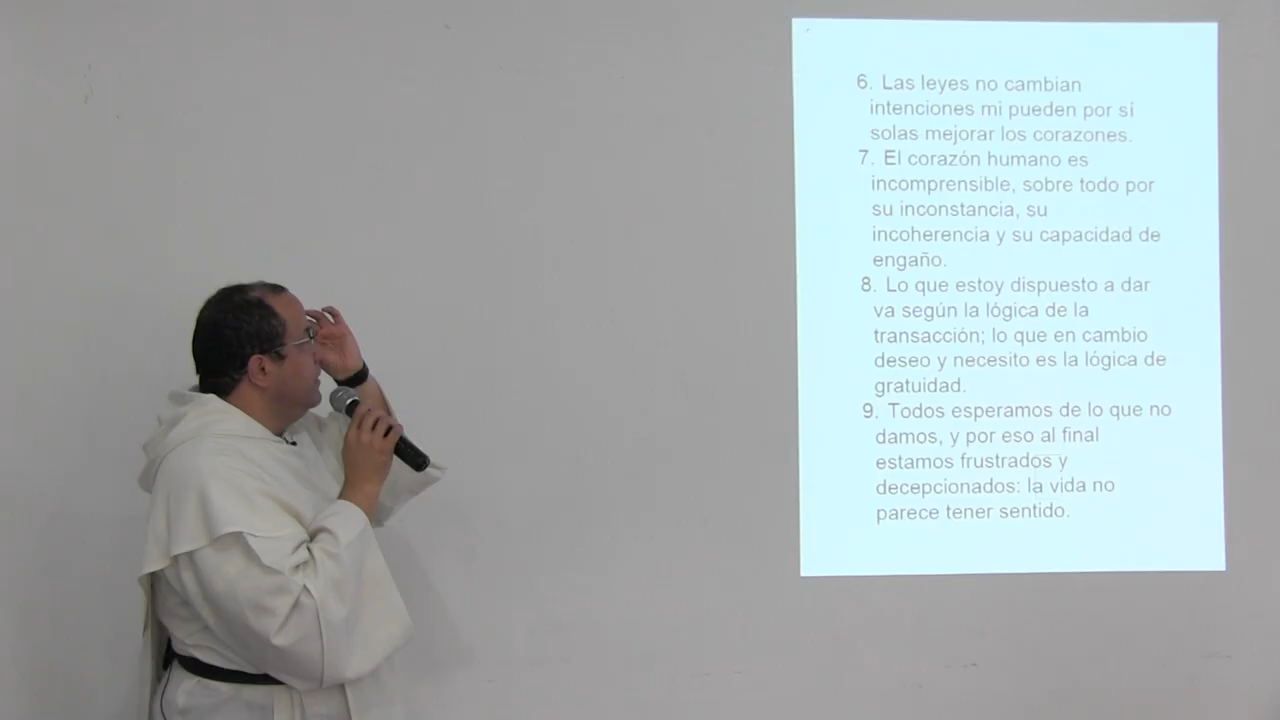 6. Las leyes no cambian
intenciones mi pueden por sí
solas mejorar los corazones.
7. El corazón humano es
incomprensible, sobre todo por
su inconstancia, su
incoherencia y su capacidad de
engaño.
8. Lo que estoy dispuesto a dar
va según la lógica de la
transacción; lo que en cambio
deseo y necesito es la lógica de
gratuidad.
9. Todos esperamos de lo que no
damos, y por eso al final
estamos frustrados y
decepcionados: la vida no
parece tener sentido.